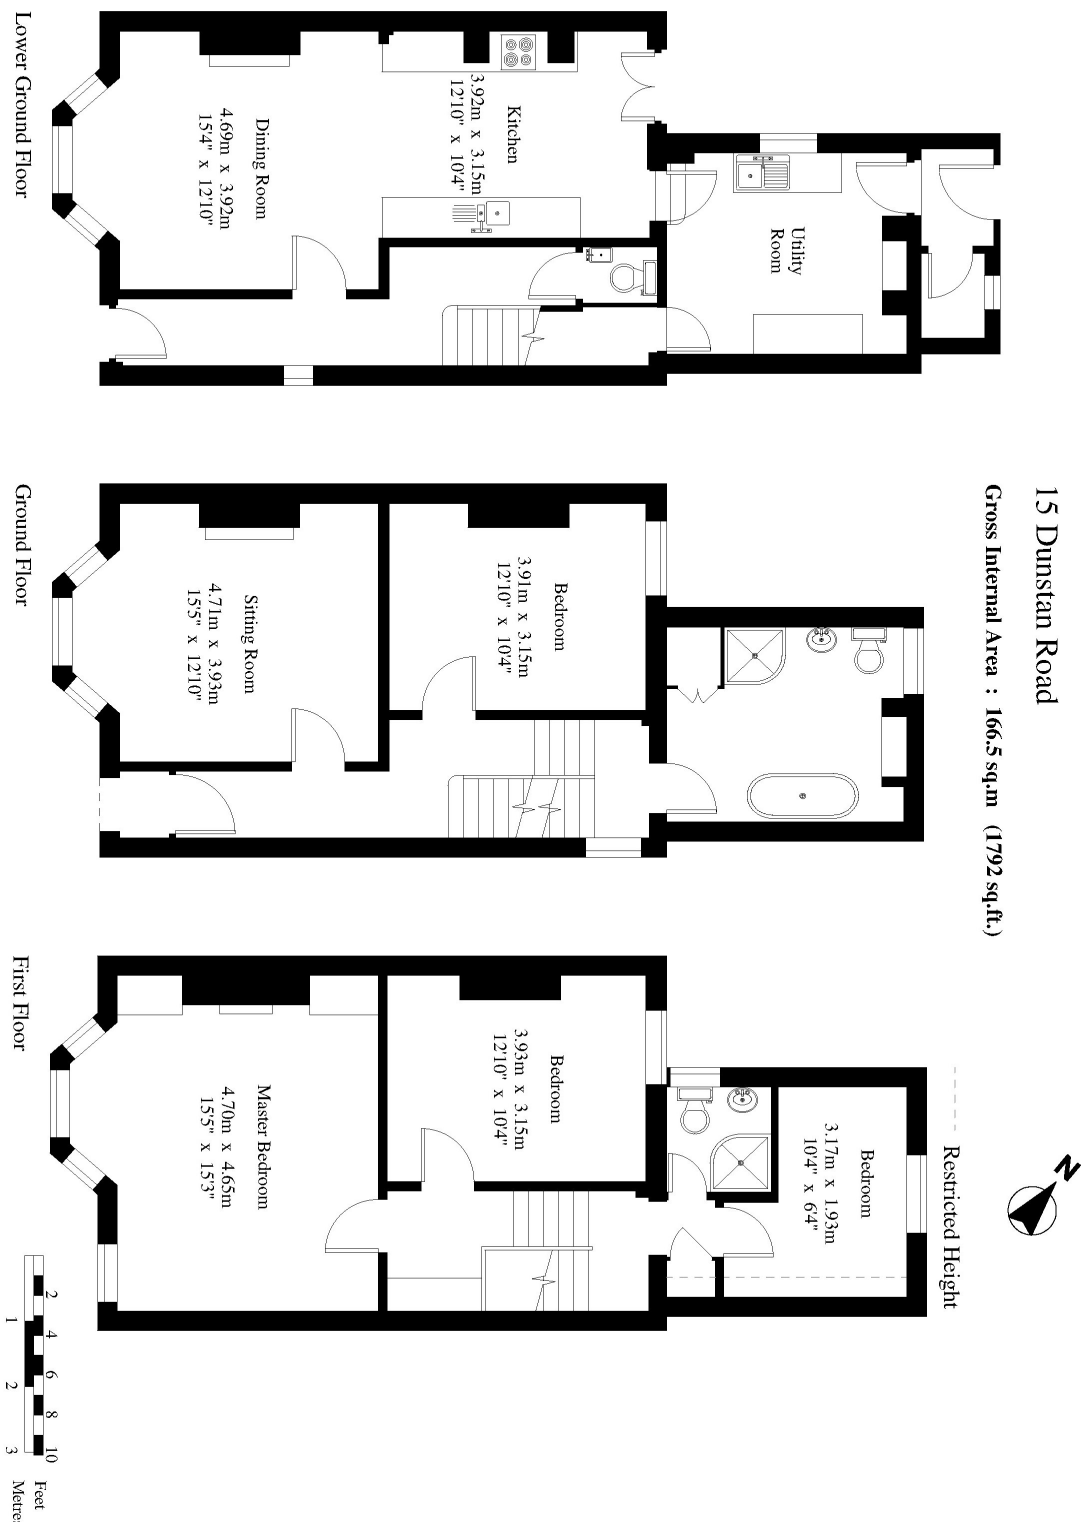 15 Dunstan Road
Gross Internal Area : 166.5 sq.m (1792 sq.ft.)
Utility
Room
Kitchen
3.92m x 3.15m
12'10" x 10'4"
Dining Room
4.69m x 3.92m
15'4" x 12'10"
Lower Ground Floor
Bedroom
3.91m x 3.15m
12'10" x 10'4"
Sitting Room
4.71m x 3.93m
15'5" x 12'10"
Ground Floor
N
Restricted Height
Bedroom
3.17m x 1.93m
10'4" x 6'4"
Bedroom
3.93m x 3.15m
12'10" x 10'4"
Master Bedroom
4.70m x 4.65m
15'5" x 15'3"
First Floor
2 4 6 8 10 Feet
1 2 3 Metres